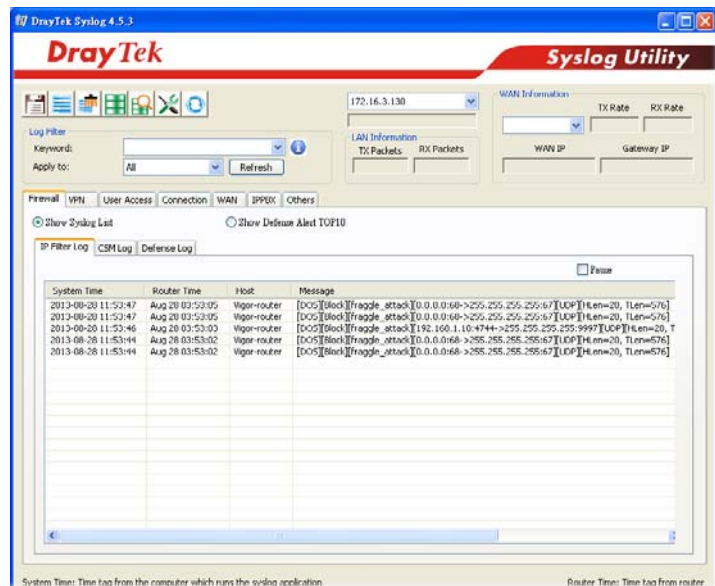 DrayTek Syslog 4.5.3
DrayTek
Syslog Utility
172.16.3.130
WAN Information
TX Rate RX Rate
Log Filter
Keyword:
LAN Information
TX Packets RX Packets
WAN IP Gateway IP
Apply to: All Refresh
Firewall VPN User Access Connection WAN IPPBX Others
Show Syslog List Show Defense Alert TOP10
IP Filter Log CSM Log Defense Log
Pause
System Time Router Time Host Message
2013-08-28 11:53:47 Aug 28 03:53:05 Vigor-router [DOS][Block][fraggle_attack][0.0.0.0:68->255.255.255.255:67][UDP][HLen=20, TLen=576]
2013-08-28 11:53:47 Aug 28 03:53:05 Vigor-router [DOS][Block][fraggle_attack][0.0.0.0:68->255.255.255.255:67][UDP][HLen=20, TLen=576]
2013-08-28 11:53:46 Aug 28 03:53:03 Vigor-router [DOS][Block][fraggle_attack][192.168.1.10:4744->255.255.255.255:9997][UDP][HLen=20, T
2013-08-28 11:53:44 Aug 28 03:53:02 Vigor-router [DOS][Block][fraggle_attack][0.0.0.0:68->255.255.255.255:67][UDP][HLen=20, TLen=576]
2013-08-28 11:53:44 Aug 28 03:53:02 Vigor-router [DOS][Block][fraggle_attack][0.0.0.0:68->255.255.255.255:67][UDP][HLen=20, TLen=576]
System Time: Time tag from the computer which runs the syslog application Router Time: Time tag from router